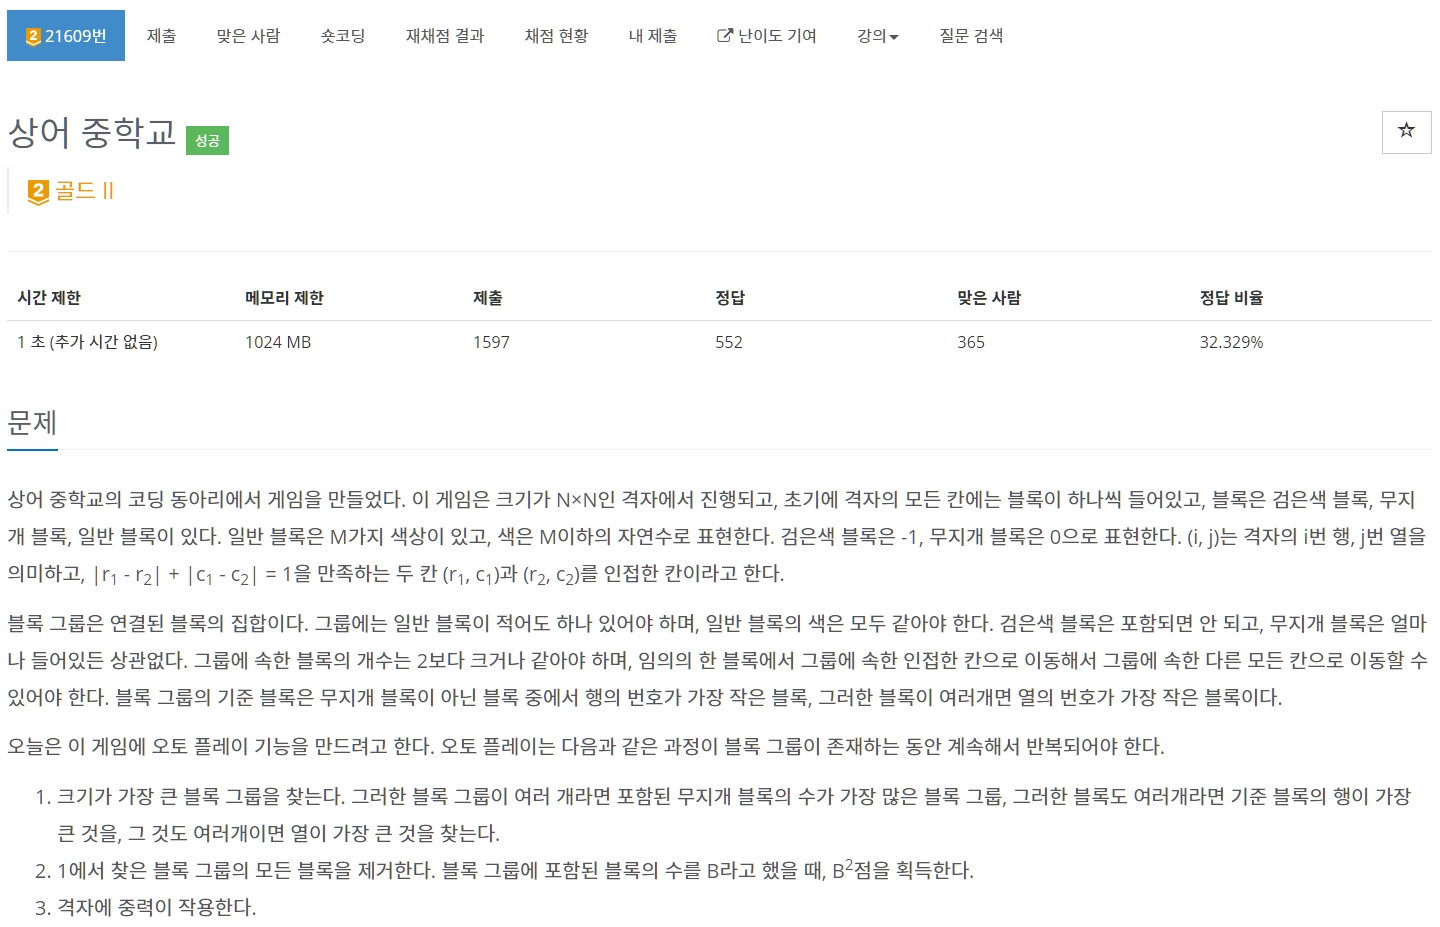 2 21609번 제출 맞은 사람 숏코딩 재채점 결과 채점 현황 내 제출 난이도 기여 강의 질문 검색
상어 중학교 성공
2 골드 II
시간 제한 메모리 제한 제출 정답 맞은 사람 정답 비율
1 초 (추가 시간 없음) 1024 MB 1597 552 365 32.329%
문제
상어 중학교의 코딩 동아리에서 게임을 만들었다. 이 게임은 크기가 N×N인 격자에서 진행되고, 초기에 격자의 모든 칸에는 블록이 하나씩 들어있고, 블록은 검은색 블록, 무지
개 블록, 일반 블록이 있다. 일반 블록은 M가지 색상이 있고, 색은 M이하의 자연수로 표현한다. 검은색 블록은 -1, 무지개 블록은 0으로 표현한다. (i, j)는 격자의 i번 행, j번 열을
의미하고, |r₁ - r₂| + |c₁ - c₂| = 1을 만족하는 두 칸 (r₁, c₁)과 (r₂, c₂)를 인접한 칸이라고 한다.
블록 그룹은 연결된 블록의 집합이다. 그룹에는 일반 블록이 적어도 하나 있어야 하며, 일반 블록의 색은 모두 같아야 한다. 검은색 블록은 포함되면 안 되고, 무지개 블록은 얼마
나 들어있든 상관없다. 그룹에 속한 블록의 개수는 2보다 크거나 같아야 하며, 임의의 한 블록에서 그룹에 속한 인접한 칸으로 이동해서 그룹에 속한 다른 모든 칸으로 이동할 수
있어야 한다. 블록 그룹의 기준 블록은 무지개 블록이 아닌 블록 중에서 행의 번호가 가장 작은 블록, 그러한 블록이 여러개면 열의 번호가 가장 작은 블록이다.
오늘은 이 게임에 오토 플레이 기능을 만드려고 한다. 오토 플레이는 다음과 같은 과정이 블록 그룹이 존재하는 동안 계속해서 반복되어야 한다.
1. 크기가 가장 큰 블록 그룹을 찾는다. 그러한 블록 그룹이 여러 개라면 포함된 무지개 블록의 수가 가장 많은 블록 그룹, 그러한 블록도 여러개라면 기준 블록의 행이 가장
큰 것을, 그 것도 여러개이면 열이 가장 큰 것을 찾는다.
2. 1에서 찾은 블록 그룹의 모든 블록을 제거한다. 블록 그룹에 포함된 블록의 수를 B라고 했을 때, B²점을 획득한다.
3. 격자에 중력이 작용한다.